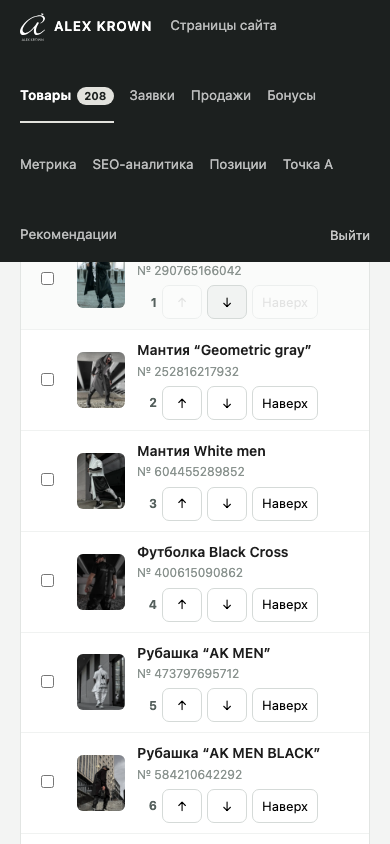 ALEX KROWN Страницы сайта
Товары 208 Заявки Продажи Бонусы
Метрика SEO-аналитика Позиции Точка А
Рекомендации Выйти
№ 290765166042
1 ↑ ↓ Наверх
Мантия “Geometric gray”
№ 252816217932
2 ↑ ↓ Наверх
Мантия White men
№ 604455289852
3 ↑ ↓ Наверх
Футболка Black Cross
№ 400615090862
4 ↑ ↓ Наверх
Рубашка “AK MEN”
№ 473797695712
5 ↑ ↓ Наверх
Рубашка “AK MEN BLACK”
№ 584210642292
6 ↑ ↓ Наверх